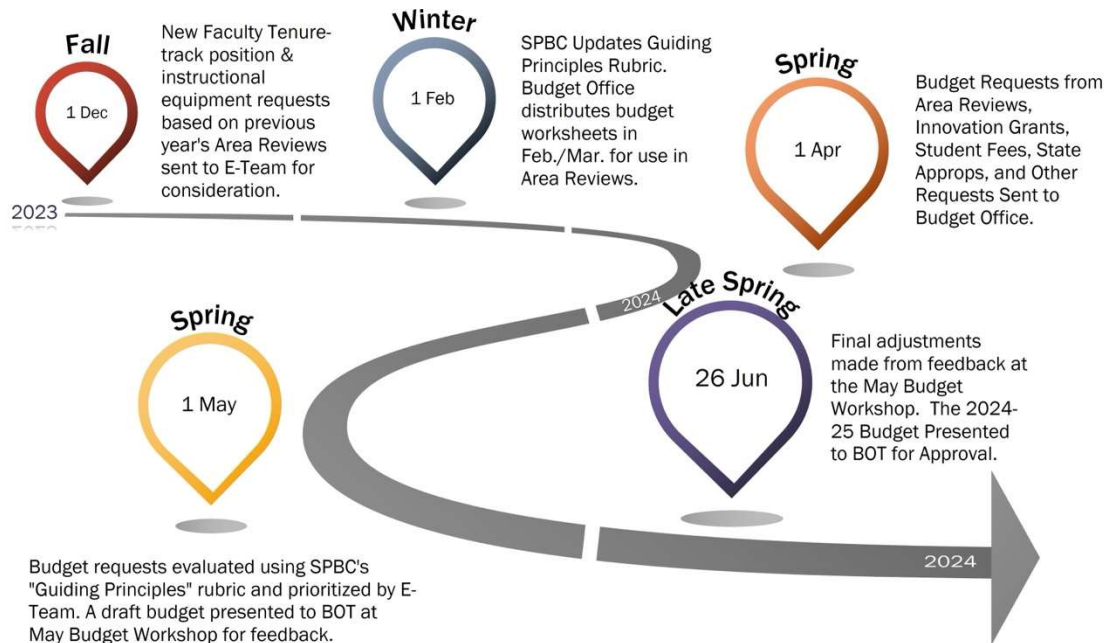 Fall
1 Dec
New Faculty Tenure-
track position &
instructional
equipment requests
based on previous
year's Area Reviews
sent to E-Team for
consideration.
Winter
1 Feb
SPBC Updates Guiding
Principles Rubric.
Budget Office
distributes budget
worksheets in
Feb./Mar. for use in
Area Reviews.
Spring
1 Apr
Budget Requests from
Area Reviews,
Innovation Grants,
Student Fees, State
Approps, and Other
Requests Sent to
Budget Office.
2023
2024
Spring
1 May
Budget requests evaluated using SPBC's
"Guiding Principles" rubric and prioritized by E-
Team. A draft budget presented to BOT at
May Budget Workshop for feedback.
Late Spring
26 Jun
Final adjustments
made from feedback at
the May Budget
Workshop. The 2024-
25 Budget Presented
to BOT for Approval.
2024